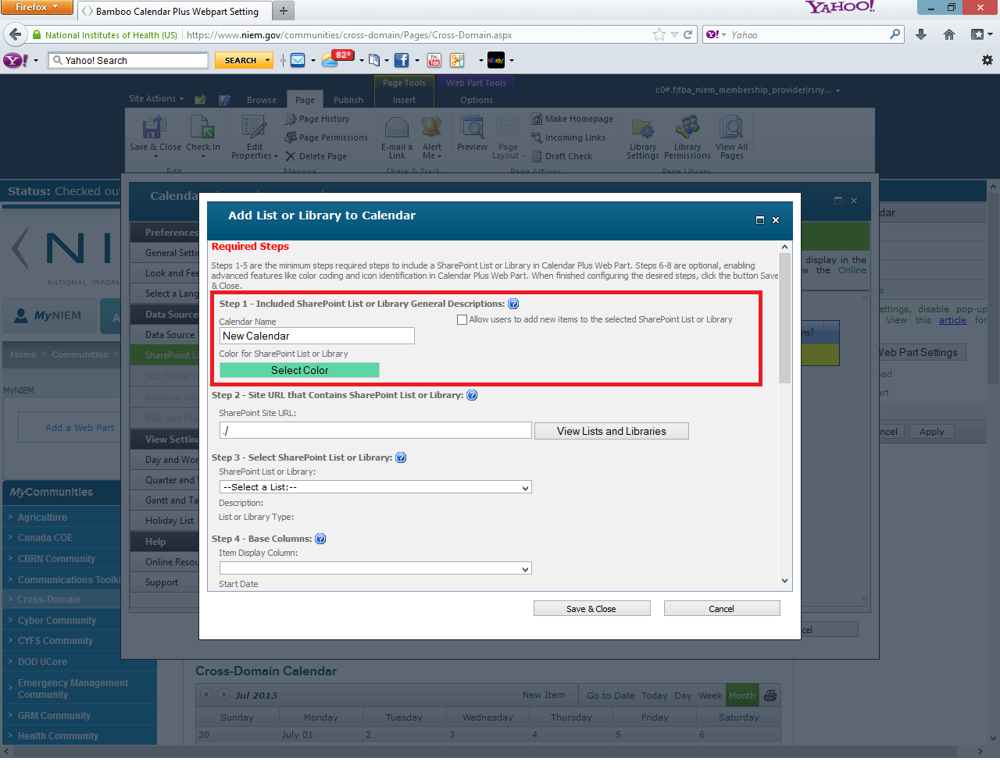 Firefox
Bamboo Calendar Plus Webpart Setting
YAHOO!
National Institutes of Health (US)
https://www.niem.gov/communities/cross-domain/Pages/Cross-Domain.aspx
Yahoo
Y!
Yahoo! Search
SEARCH
82°
You Tube
ebay
Page Tools
Web Part Tools
Site Actions
Browse
Page
Publish
Insert
Options
i:0#.f|fba_niem_membership_provider|rsny...
Save & Close
Check In
Edit Properties
Page History
Page Permissions
Delete Page
E-mail a Link
Alert Me
Preview
Page Layout
Make Homepage
Incoming Links
Draft Check
Library Settings
Library Permissions
View All Pages
Edit
Manage
Share & Track
Page Actions
Page Library
Status: Checked ou
Calenda
dar
Add List or Library to Calendar
Preferences
General Setti
Look and Fee
Select a Lang
Data Source
Data Source
SharePoint Li
SQL Server T
Bamboo Solu
BDC and Me
View Setting
Day and Wor
Quarter and
Gantt and Ta
Holiday List
Help
Online Resou
Support
NI
NATIONAL INFORM
MyNIEM
A
Home > Communities >
MyNIEM
Add a Web Part
MyCommunities
Agriculture
Canada COE
CBRN Community
Communications Toolki
Cross-Domain
Cyber Community
CYFS Community
DOD UCore
Emergency Management Community
GRM Community
Health Community
Required Steps
Steps 1-5 are the minimum steps required steps to include a SharePoint List or Library in Calendar Plus Web Part. Steps 6-8 are optional, enabling
advanced features like color coding and icon identification in Calendar Plus Web Part. When finished configuring the desired steps, click the button Save
& Close.
Step 1 - Included SharePoint List or Library General Descriptions:
Calendar Name
Allow users to add new items to the selected SharePoint List or Library
New Calendar
Color for SharePoint List or Library
Select Color
Step 2 - Site URL that Contains SharePoint List or Library:
SharePoint Site URL:
./
View Lists and Libraries
Step 3 - Select SharePoint List or Library:
SharePoint List or Library:
--Select a List:--
Description:
List or Library Type:
Step 4 - Base Columns:
Item Display Column:
Start Date
Save & Close
Cancel
display in the
w the Online
ettings, disable pop-up
View this article for
ms?
Web Part Settings
ad
rt
ncel
Apply
cel
Cross-Domain Calendar
Jul 2013
New Item
Go to Date
Today
Day
Week
Month
Sunday
Monday
Tuesday
Wednesday
Thursday
Friday
Saturday
30
July 01
2
3
4
5
6